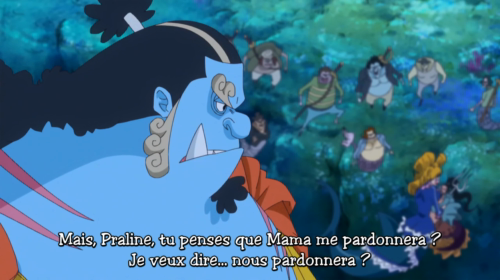 Mais, Praline, tu penses que Mama me pardonnera ?
Je veux dire... nous pardonnera ?